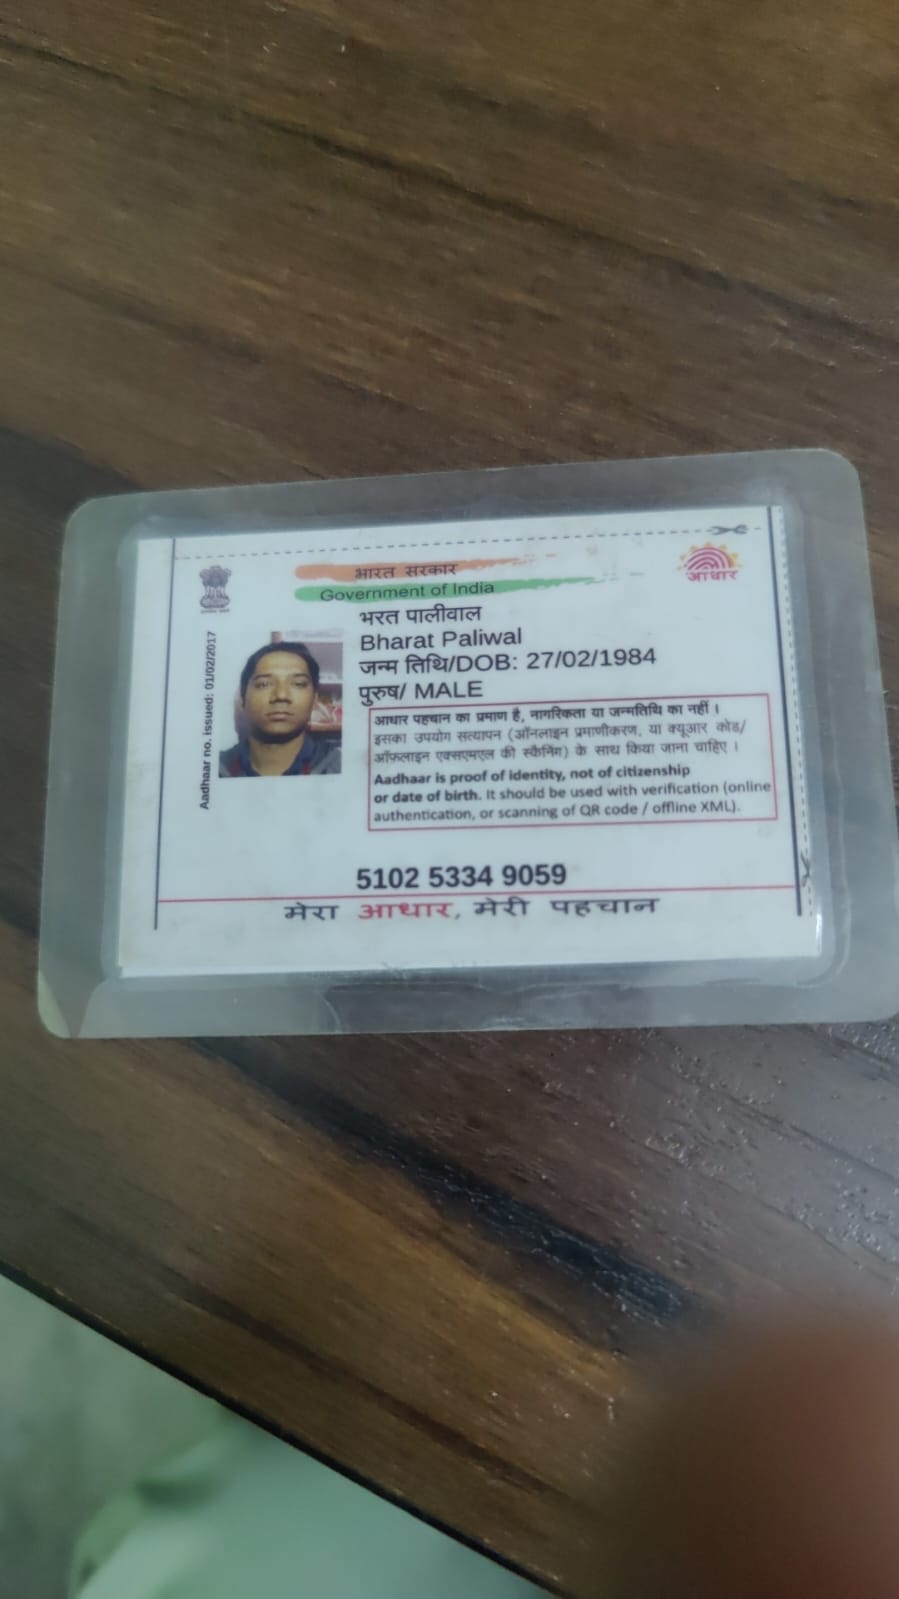 भारत सरकार
Government of India
आधार
भरत पालीवाल
Bharat Paliwal
जन्म तिथि/DOB: 27/02/1984
पुरुष/ MALE
Aadhaar no. issued: 01/02/2017
आधार पहचान का प्रमाण है, नागरिकता या जन्मतिथि का नहीं ।
इसका उपयोग सत्यापन (ऑनलाइन प्रमाणीकरण, या क्यूआर कोड/
ऑफलाइन एक्सएमएल की स्कैनिंग) के साथ किया जाना चाहिए ।
Aadhaar is proof of identity, not of citizenship
or date of birth. It should be used with verification (online
authentication, or scanning of QR code / offline XML).
5102 5334 9059
मेरा आधार, मेरी पहचान